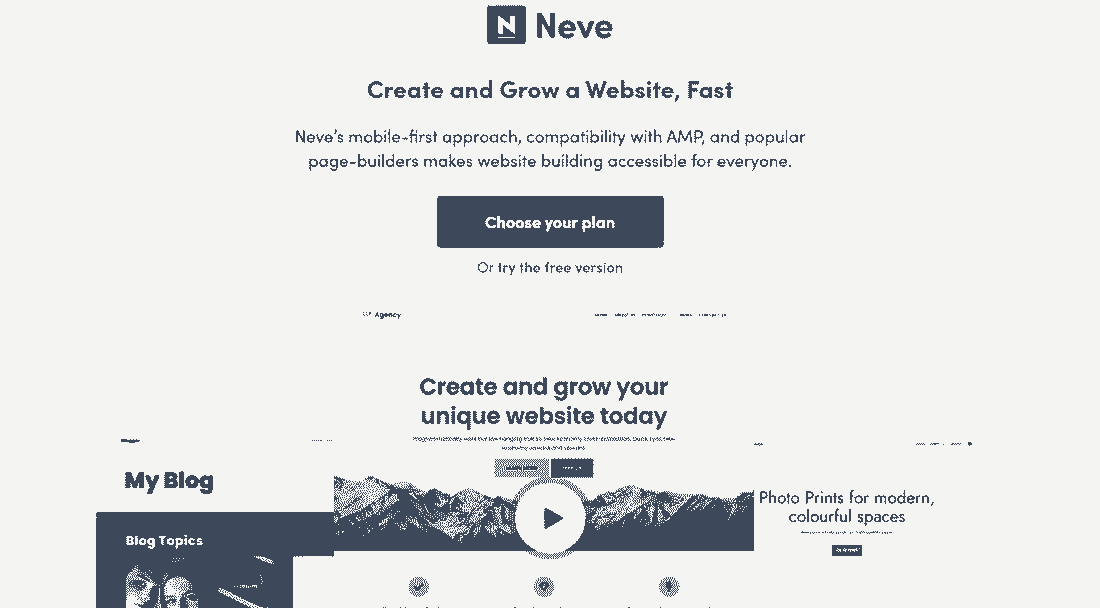 N Neve
Create and Grow a Website, Fast
Neve's mobile-first approach, compatibility with AMP, and popular
page-builders makes website building accessible for everyone.
Choose your plan
Or try the free version
Agency
Create and grow your
unique website today
My Blog
Blog Topics
Photo Prints for modern,
colourful spaces